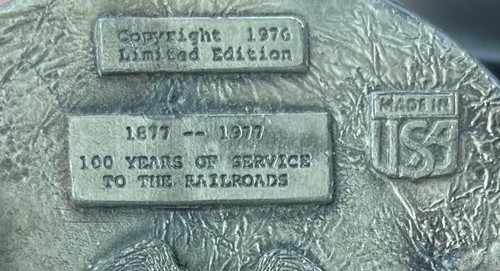 Copyright 1976
Limited Edition
MADE IN
USA
1877 -- 1977
100 YEARS OF SERVICE
TO THE RAILROADS